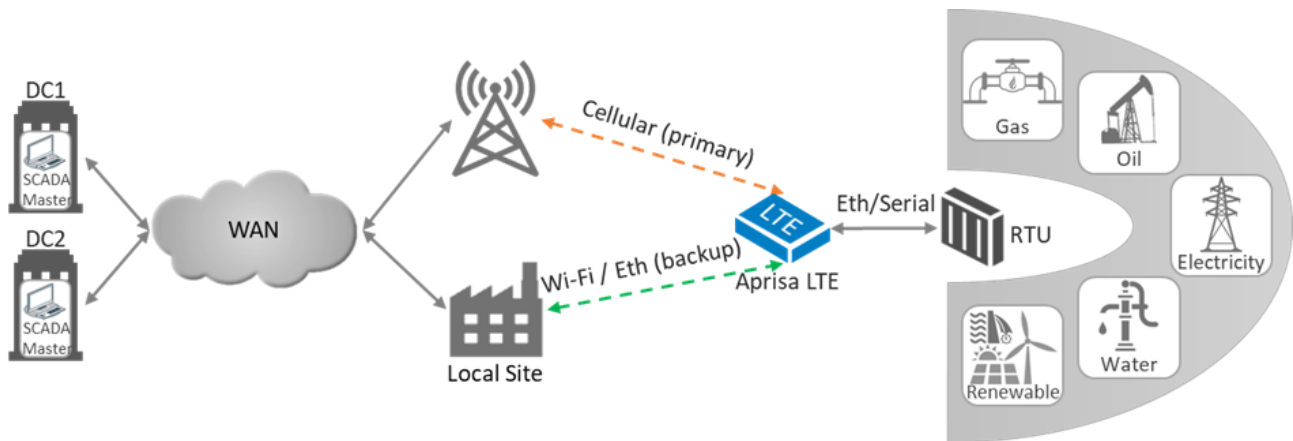 DC1
SCADA
Master
DC2
SCADA
Master
WAN
Cellular (primary)
Wi-Fi / Eth (backup)
Local Site
LTE
Aprisa LTE
Eth/Serial
RTU
Gas
Oil
Electricity
Water
Renewable